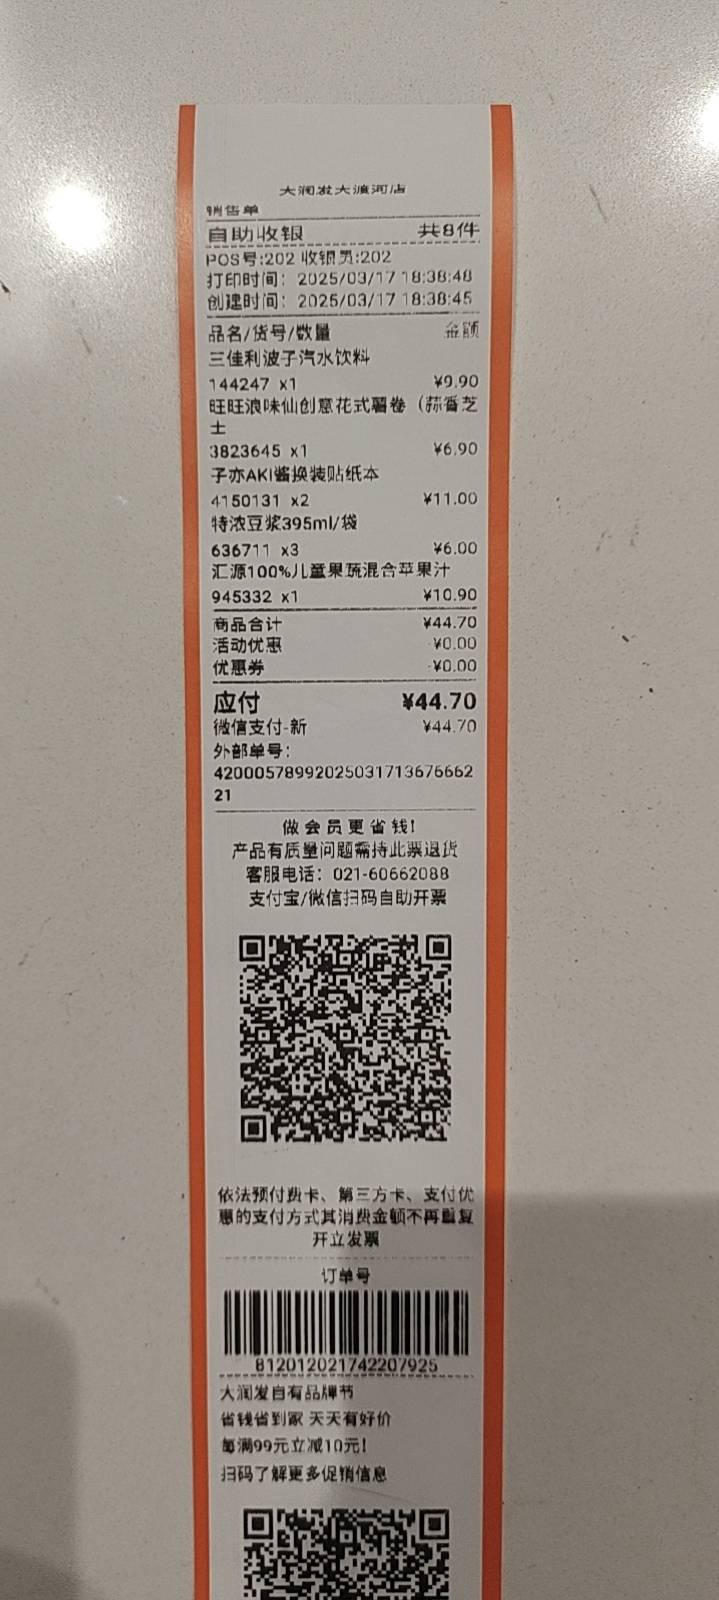 大润发大渡河店
销售单
自助收银 共8件
POS号:202 收银员:202
打印时间： 2025/03/17 18:38:48
创建时间： 2025/03/17 18:38:45
品名/货号/数量 金额
三佳利波子汽水饮料
144247 x1 ¥9.90
旺旺浪味仙创意花式薯卷（蒜香芝
士
3823645 x1 ¥6.90
子亦AKI酱换装贴纸本
4150131 x2 ¥11.00
特浓豆浆395ml/袋
636711 x3 ¥6.00
汇源100%儿童果蔬混合苹果汁
945332 x1 ¥10.90
商品合计 ¥44.70
活动优惠 -¥0.00
优惠券 -¥0.00
应付 ¥44.70
微信支付-新 ¥44.70
外部单号：
42000578992025031713676662
21
做会员更省钱!
产品有质量问题需持此票退货
客服电话：021-60662088
支付宝/微信扫码自助开票
依法预付费卡、第三方卡、支付优
惠的支付方式其消费金额不再重复
开立发票
订单号
812012021742207925
大润发自有品牌节
省钱省到家 天天有好价
每满99元立减10元!
扫码了解更多促销信息